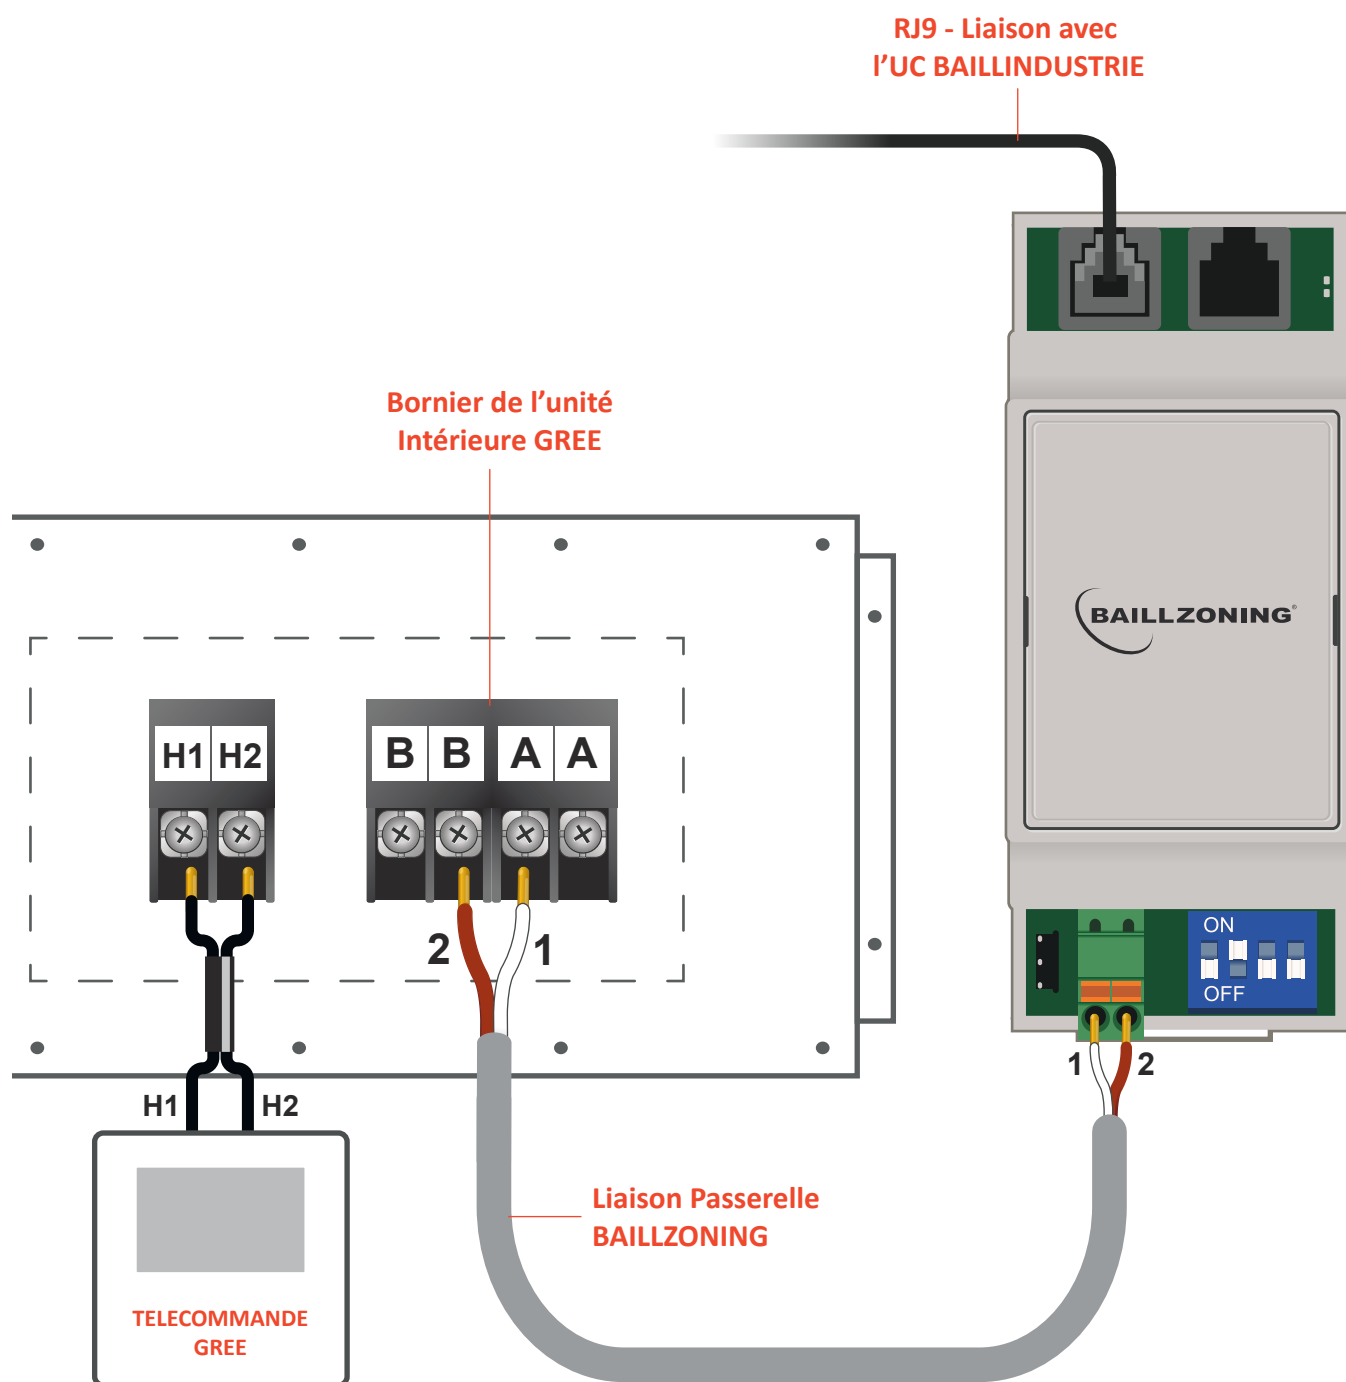 RJ9 - Liaison avec
l’UC BAILLINDUSTRIE
Bornier de l’unité
Intérieure GREE
BAILLZONING®
H1 H2
B B A A
2 1
ON
OFF
1 2
H1 H2
Liaison Passerelle
BAILLZONING
TELECOMMANDE
GREE